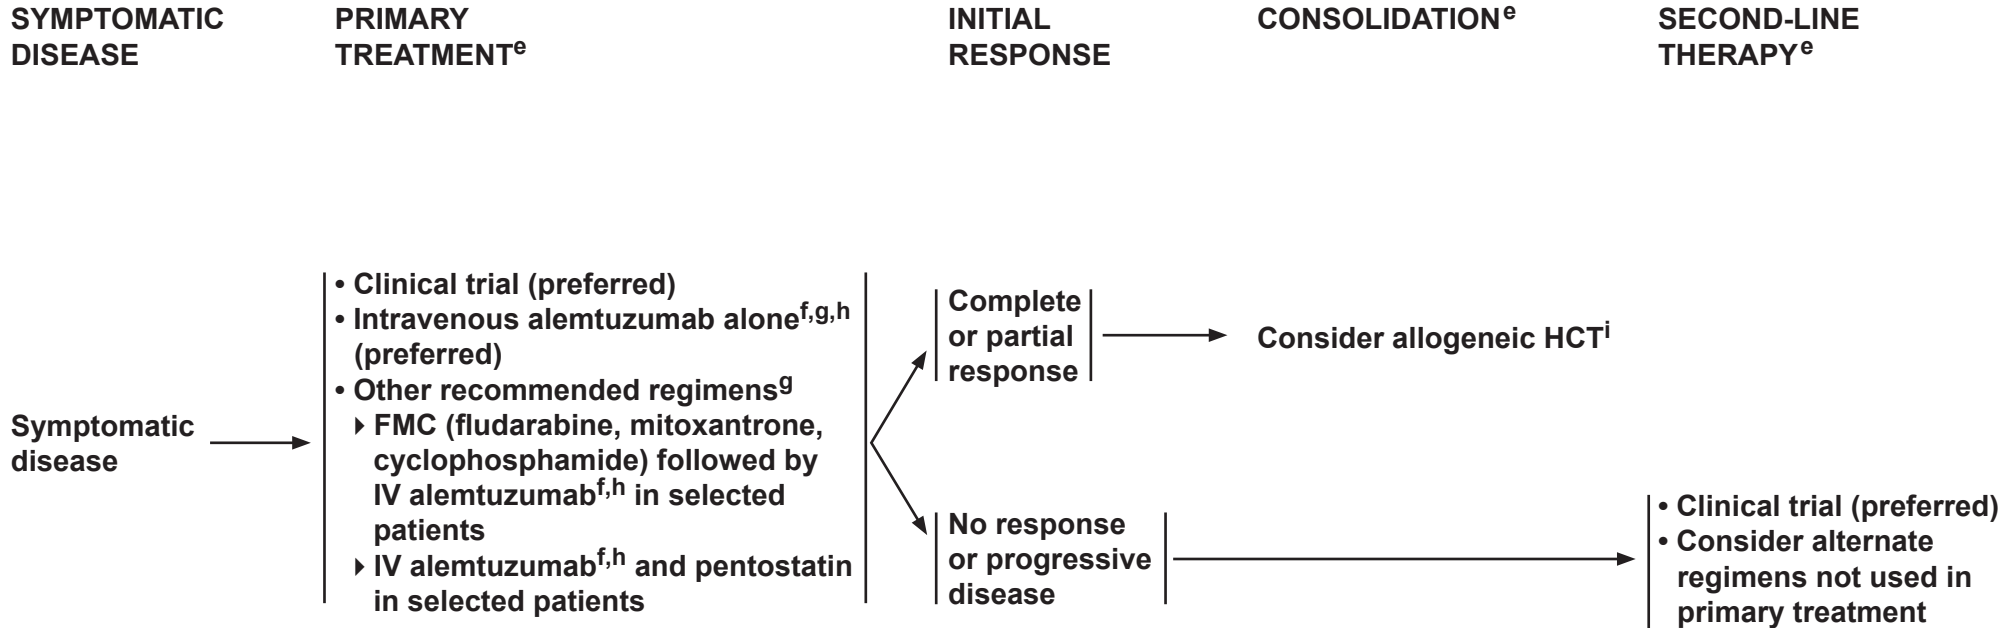 SYMPTOMATIC
DISEASE
PRIMARY
TREATMENTe
INITIAL
RESPONSE
CONSOLIDATIONe
SECOND-LINE
THERAPYe
Symptomatic
disease
• Clinical trial (preferred)
• Intravenous alemtuzumab alonef,g,h
(preferred)
• Other recommended regimensg
▸ FMC (fludarabine, mitoxantrone,
cyclophosphamide) followed by
IV alemtuzumabf,h in selected
patients
▸ IV alemtuzumabf,h and pentostatin
in selected patients
Complete
or partial
response
Consider allogeneic HCTi
No response
or progressive
disease
• Clinical trial (preferred)
• Consider alternate
regimens not used in
primary treatment